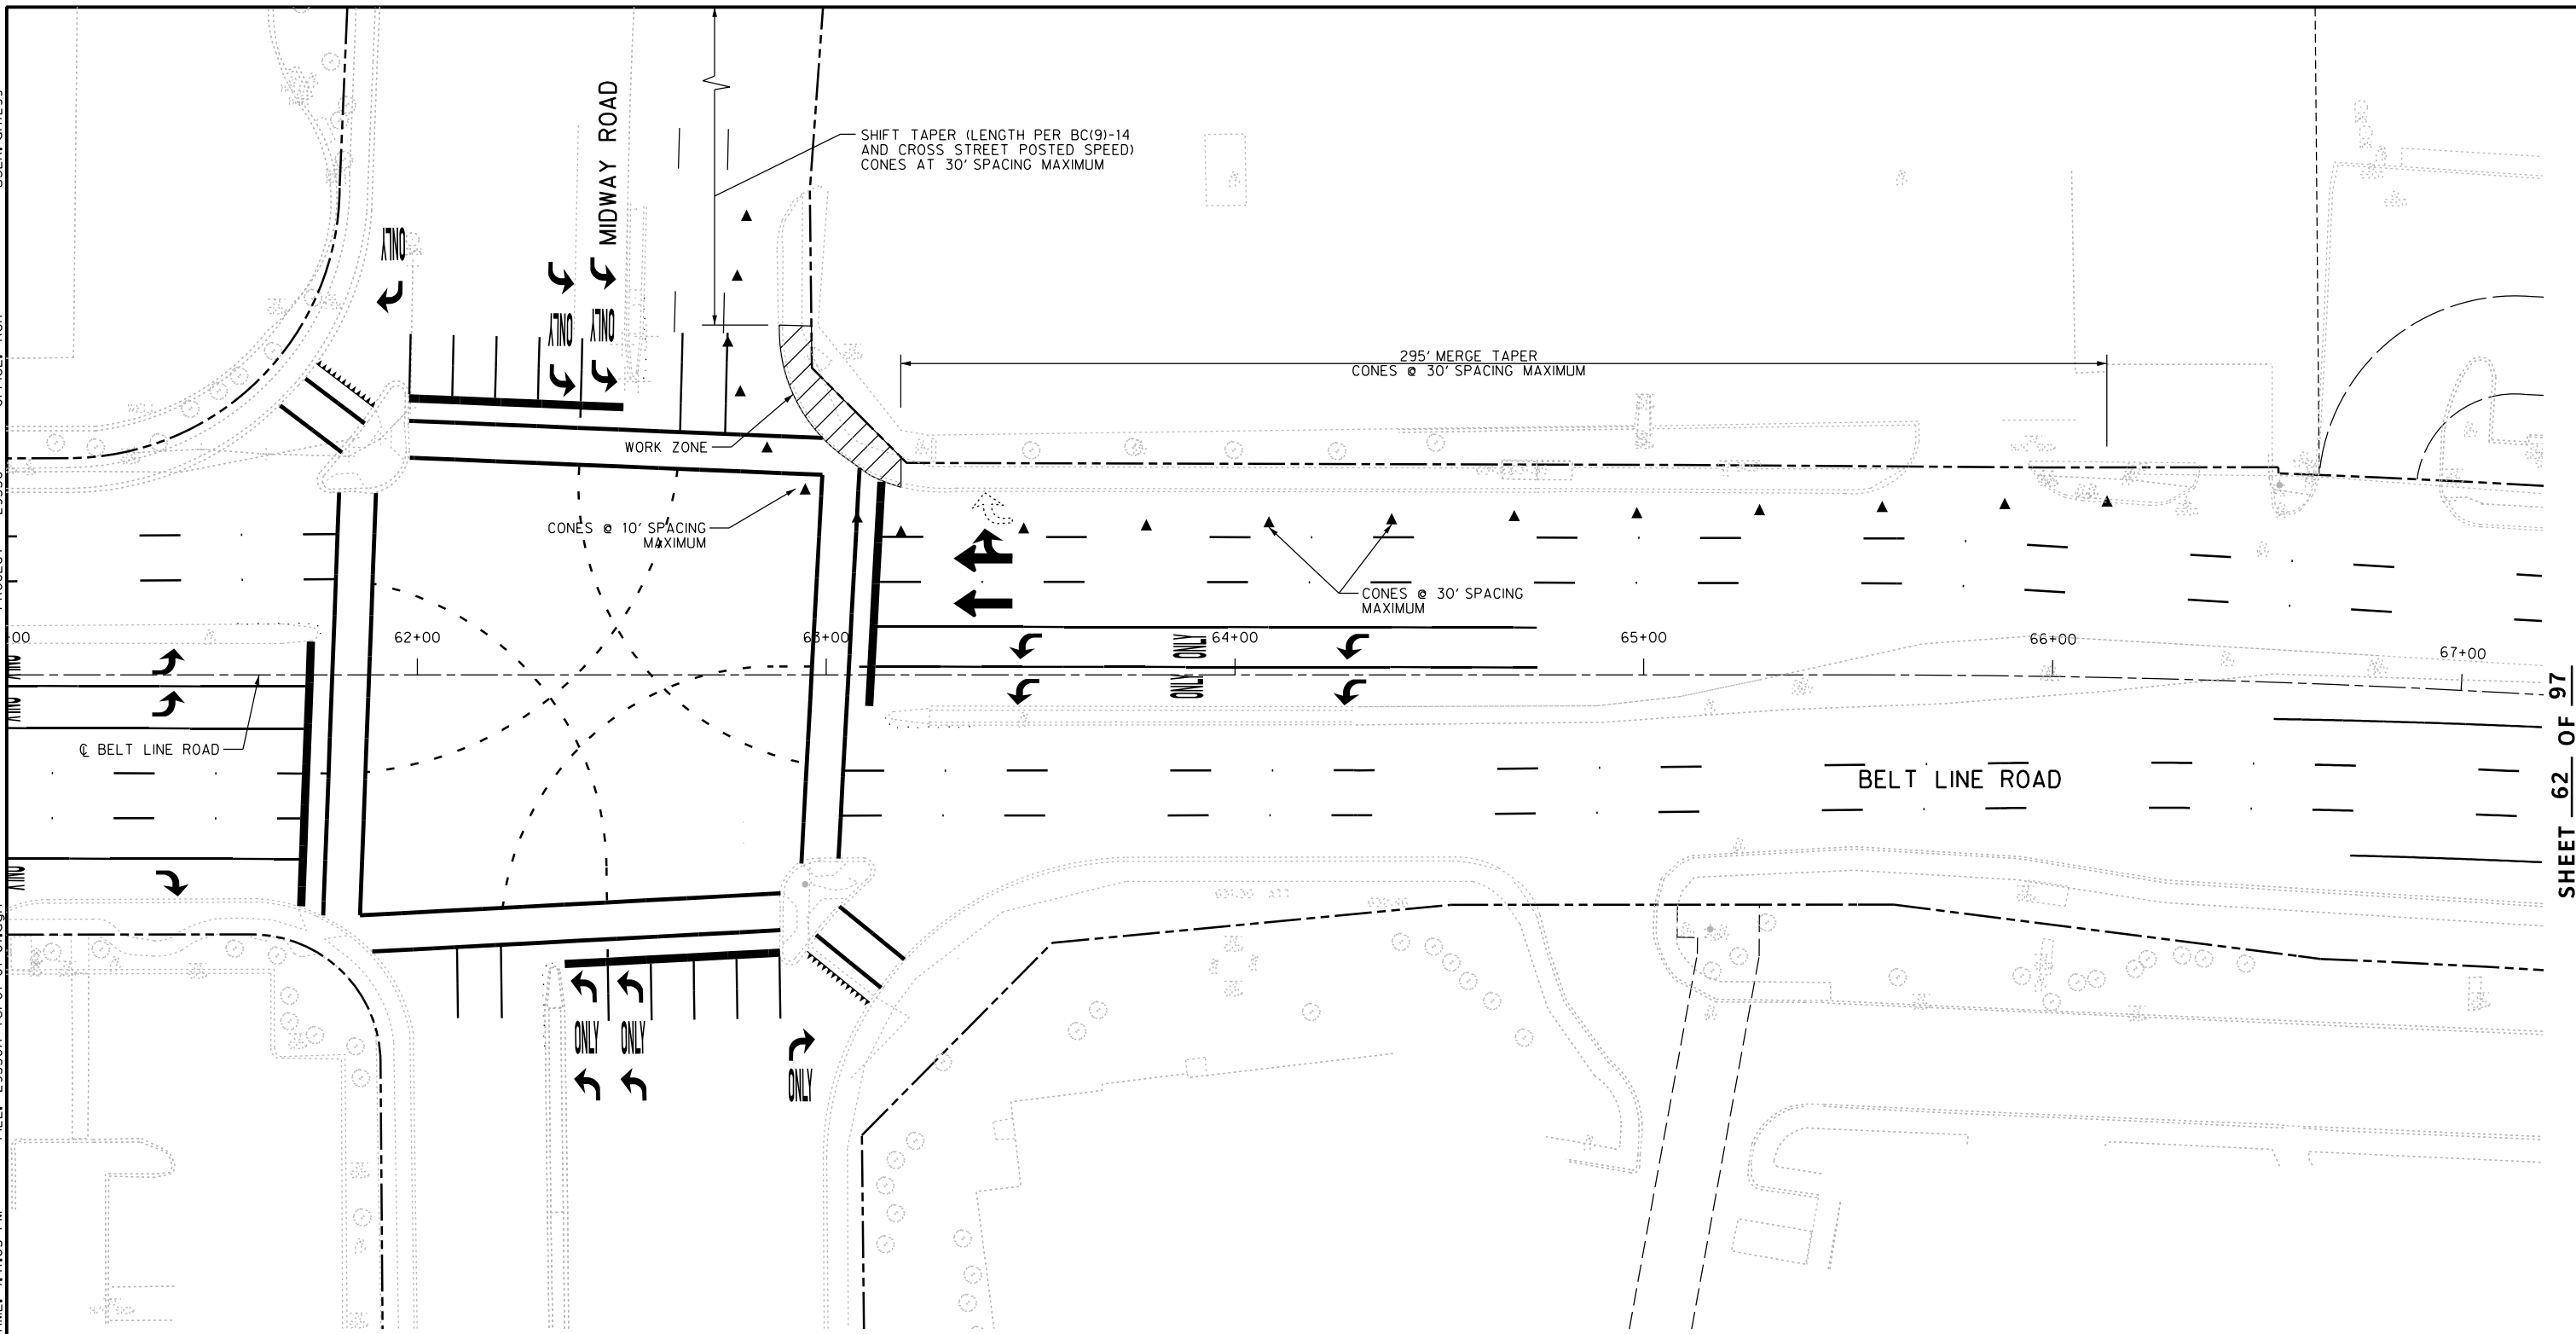 MIDWAY ROAD
SHIFT TAPER (LENGTH PER BC(9)-14
AND CROSS STREET POSTED SPEED)
CONES AT 30' SPACING MAXIMUM
ONLY
ONLY
ONLY
295' MERGE TAPER
CONES @ 30' SPACING MAXIMUM
WORK ZONE
CONES @ 10' SPACING
MAXIMUM
CONES @ 30' SPACING
MAXIMUM
+00
62+00
63+00
64+00
65+00
66+00
67+00
ONLY
ONLY
℄ BELT LINE ROAD
BELT LINE ROAD
ONLY
ONLY
ONLY
SHEET 62 OF 97